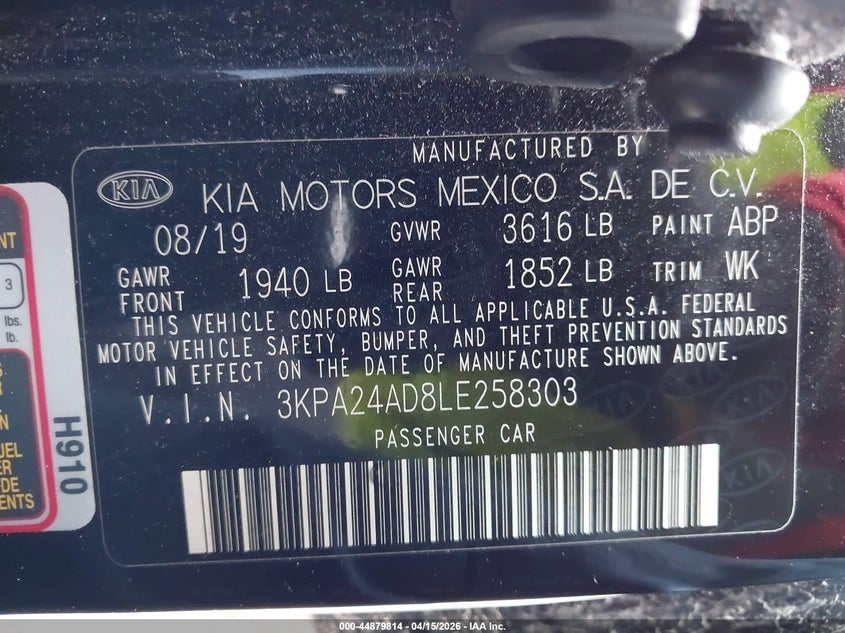 MANUFACTURED BY
KIA KIA MOTORS MEXICO S.A. DE C.V.
08/19 GVWR 3616 LB PAINT ABP
GAWR FRONT 1940 LB GAWR REAR 1852 LB TRIM WK
THIS VEHICLE CONFORMS TO ALL APPLICABLE U.S.A. FEDERAL
MOTOR VEHICLE SAFETY, BUMPER, AND THEFT PREVENTION STANDARDS
IN EFFECT ON THE DATE OF MANUFACTURE SHOWN ABOVE.
V.I.N. 3KPA24AD8LE258303
PASSENGER CAR
3
lbs.
lb.
H910
000-44879814 - 04/15/2026 - IAA Inc.